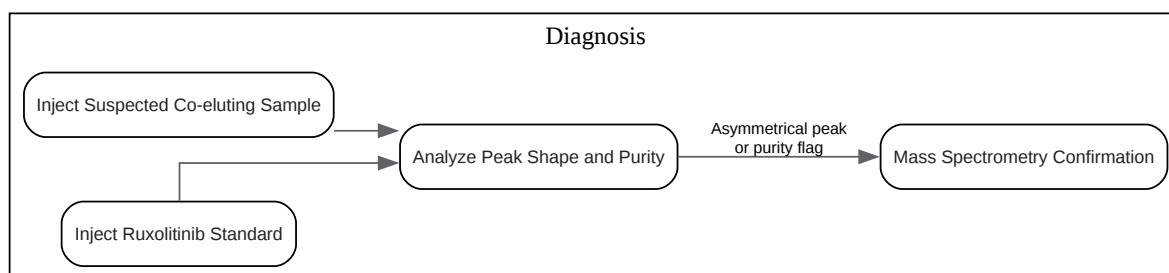 Diagnosis
Inject Suspected Co-eluting Sample
Asymmetrical peak
or purity flag
Analyze Peak Shape and Purity
Mass Spectrometry Confirmation
Inject Ruxolitinib Standard